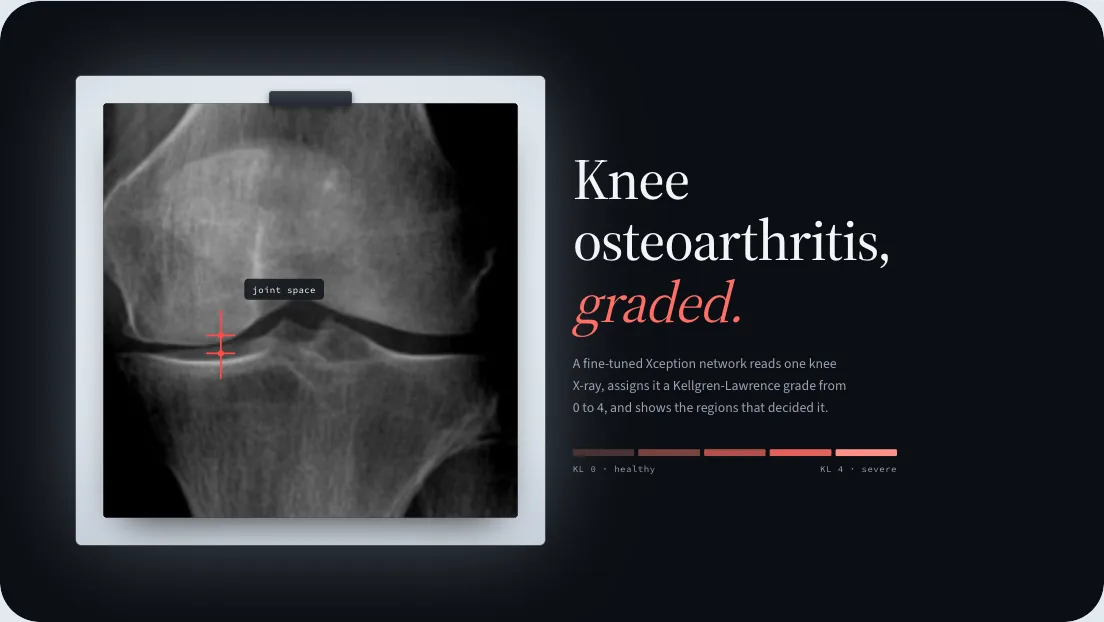 joint space
Knee
osteoarthritis,
graded.
A fine-tuned Xception network reads one knee
X-ray, assigns it a Kellgren-Lawrence grade from
0 to 4, and shows the regions that decided it.
KL 0 · healthy
KL 4 · severe